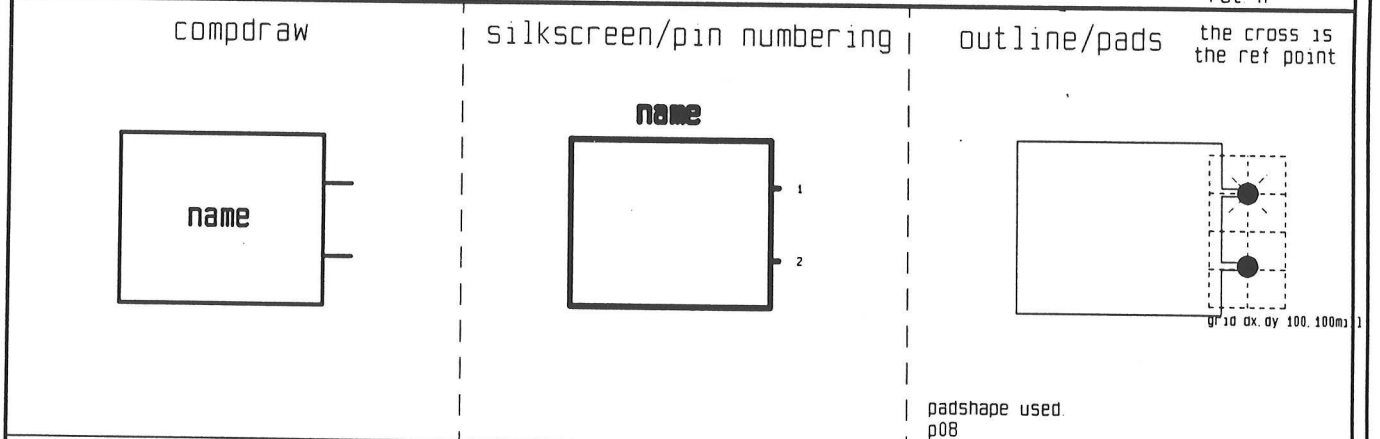 compdraw
silkscreen/pin numbering
outline/pads
the cross is
the ref point
name
name
1
2
grid dx,dy 100,100mill
padshape used.
p08